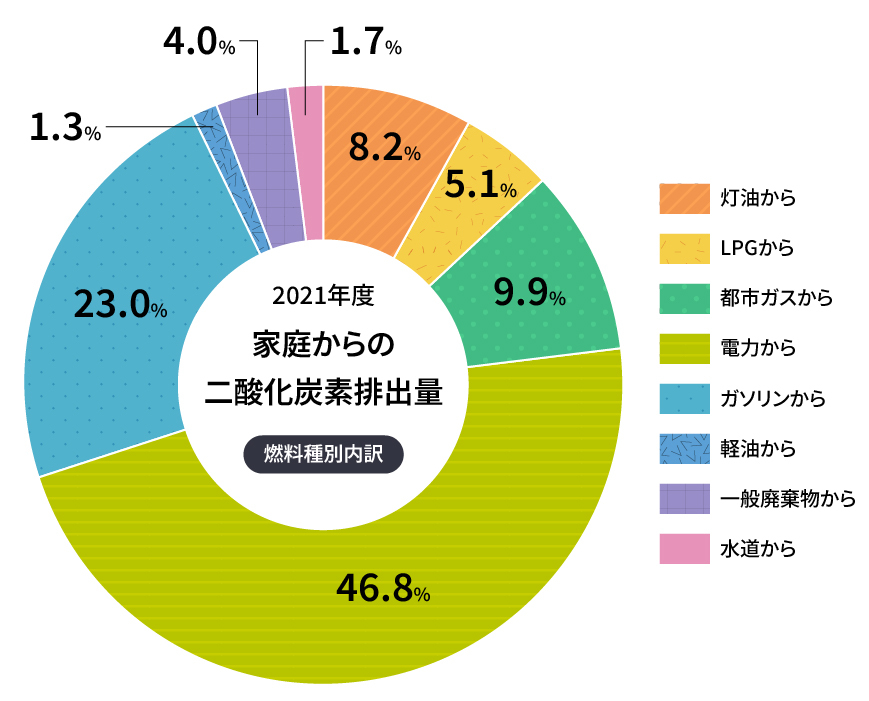 4.0%
1.7%
1.3%
8.2%
5.1%
9.9%
23.0%
46.8%
2021年度
家庭からの
二酸化炭素排出量
燃料種別内訳
灯油から
LPGから
都市ガスから
電力から
ガソリンから
軽油から
一般廃棄物から
水道から